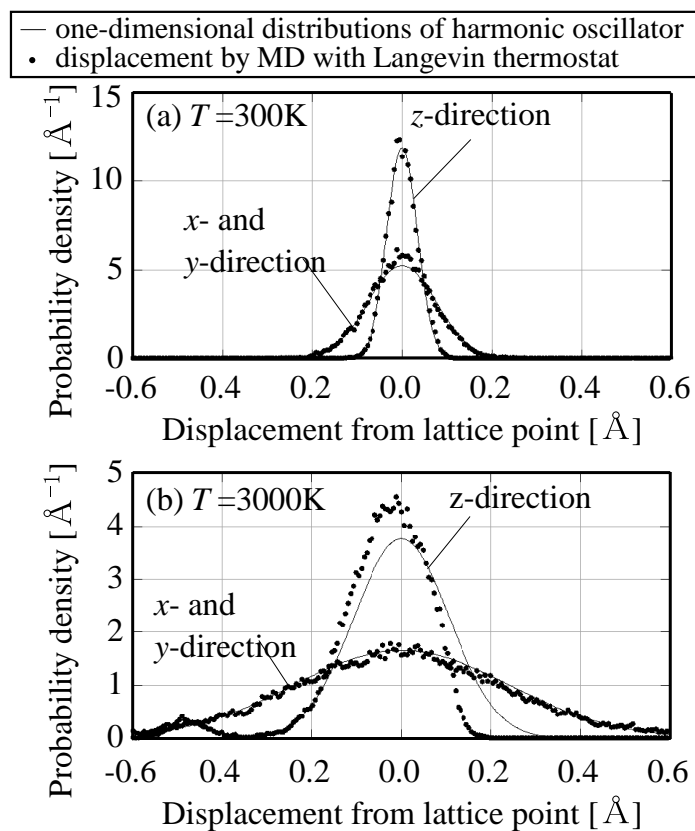 — one-dimensional distributions of harmonic oscillator
• displacement by MD with Langevin thermostat
15
(a) T =300K
z-direction
10
x- and
y-direction
5
0
Probability density [ Å⁻¹]
-0.6 0.4 0.2 0.0 0.2 0.4 0.6
Displacement from lattice point [ Å]
5
(b) T =3000K
z-direction
4
3
x- and
y-direction
2
1
0
Probability density [ Å⁻¹]
-0.6 0.4 0.2 0.0 0.2 0.4 0.6
Displacement from lattice point [ Å]